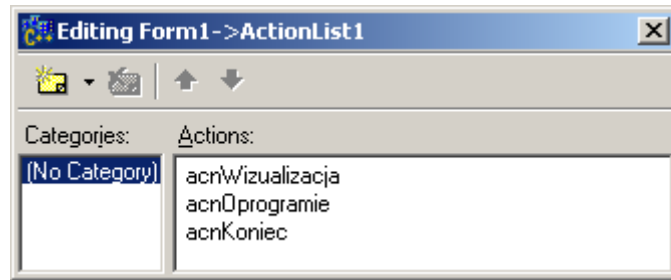 Editing Form1->ActionList1
Categories:
Actions:
(No Category)
acnWizualizacja
acnOprogramie
acnKoniec